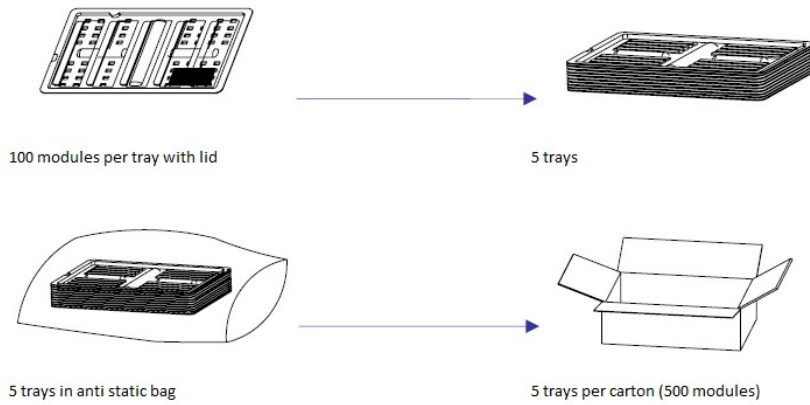 100 modules per tray with lid
5 trays
5 trays in anti static bag
5 trays per carton (500 modules)